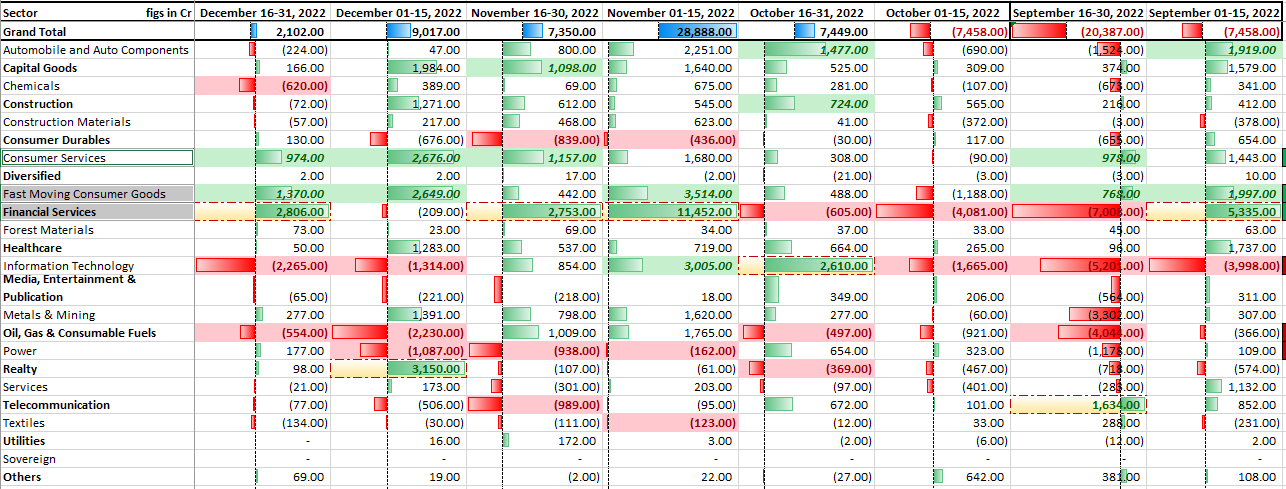 Sector figs in Cr December 16-31, 2022 December 01-15, 2022 November 16-30, 2022 November 01-15, 2022 October 16-31, 2022 October 01-15, 2022 September 16-30, 2022 September 01-15, 2022
Grand Total 2,102.00 9,017.00 7,350.00 28,888.00 7,449.00 (7,458.00) (20,387.00) (7,458.00)
Automobile and Auto Components (224.00) 47.00 800.00 2,251.00 1,477.00 (690.00) (1,524.00) 1,919.00
Capital Goods 166.00 1,984.00 1,098.00 1,640.00 525.00 309.00 374.00 1,579.00
Chemicals (620.00) 389.00 69.00 675.00 281.00 (107.00) 341.00
Construction (72.00) 1,271.00 612.00 545.00 724.00 565.00 216.00 412.00
Construction Materials (57.00) 217.00 468.00 623.00 41.00 (372.00) (3.00) (378.00)
Consumer Durables 130.00 (676.00) (839.00) (436.00) (30.00) 117.00 654.00
Consumer Services 974.00 2,676.00 1,157.00 1,680.00 308.00 (90.00) 978.00 1,443.00
Diversified 2.00 2.00 17.00 (2.00) (21.00) (3.00) (3.00) 10.00
Fast Moving Consumer Goods 1,370.00 2,649.00 442.00 3,514.00 488.00 (1,188.00) 768.00 1,997.00
Financial Services 2,806.00 (209.00) 2,753.00 11,452.00 (605.00) (4,081.00) 5,335.00
Forest Materials 73.00 23.00 69.00 34.00 37.00 33.00 45.00 63.00
Healthcare 50.00 1,283.00 537.00 719.00 664.00 265.00 96.00 1,737.00
Information Technology (2,265.00) (1,314.00) 854.00 3,005.00 2,610.00 (1,665.00) (3,998.00)
Media, Entertainment &
Publication (65.00) (221.00) (218.00) 18.00 349.00 206.00 (564.00) 311.00
Metals & Mining 277.00 1,391.00 798.00 1,620.00 277.00 (60.00) (3,302.00) 307.00
Oil, Gas & Consumable Fuels (554.00) (2,230.00) 1,009.00 1,765.00 (497.00) (921.00) (366.00)
Power 177.00 (1,087.00) (938.00) (162.00) 654.00 323.00 109.00
Realty 98.00 3,150.00 (107.00) (61.00) (369.00) (467.00) (574.00)
Services (21.00) 173.00 (301.00) 203.00 (97.00) (401.00) 1,132.00
Telecommunication (77.00) (506.00) (989.00) (95.00) 672.00 101.00 1,634.00 852.00
Textiles (134.00) (30.00) (111.00) (123.00) (12.00) 33.00 288.00 (231.00)
Utilities - 16.00 172.00 3.00 (2.00) (6.00) (12.00) 2.00
Sovereign - - - - - - - -
Others 69.00 19.00 (2.00) 22.00 (27.00) 642.00 381.00 108.00